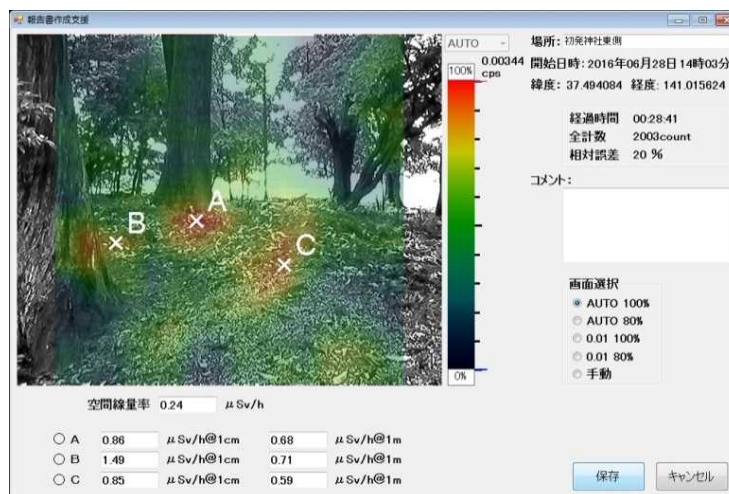 報告書作成支援
AUTO
100%
0.00344
cps
0%
A
B
C
場所: 初発神社東側
開始日時: 2016年06月28日14時03分
緯度: 37.494084 経度: 141.015624
経過時間 00:28:41
全計数 2003count
相対誤差 20 %
コメント:
画面選択
AUTO 100%
AUTO 80%
0.01 100%
0.01 80%
手動
空間線量率 0.24 μSv/h
A 0.86 μSv/h@1cm 0.68 μSv/h@1m
B 1.49 μSv/h@1cm 0.71 μSv/h@1m
C 0.85 μSv/h@1cm 0.59 μSv/h@1m
保存 キャンセル